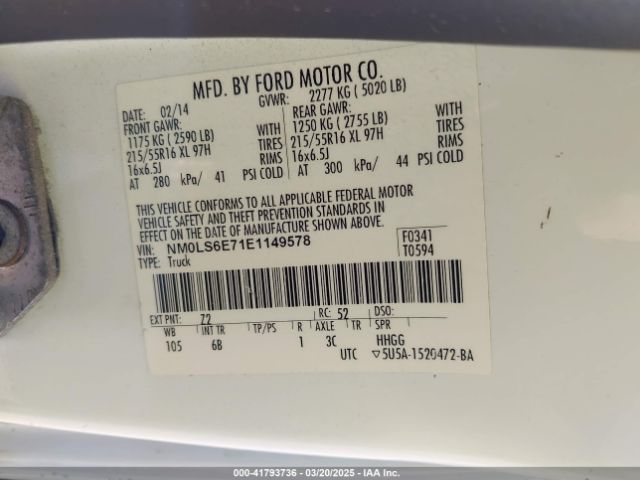 MFD. BY FORD MOTOR CO.
DATE: 02/14 GVWR: 2277 KG ( 5020 LB)
FRONT GAWR: REAR GAWR:
1175 KG ( 2590 LB) WITH 1250 KG ( 2755 LB) WITH
215/55R16 XL 97H TIRES 215/55R16 XL 97H TIRES
16x6.5J RIMS 16x6.5J RIMS
AT 280 kPa/ 41 PSI COLD AT 300 kPa/ 44 PSI COLD
THIS VEHICLE CONFORMS TO ALL APPLICABLE FEDERAL MOTOR
VEHICLE SAFETY AND THEFT PREVENTION STANDARDS IN
EFFECT ON THE DATE OF MANUFACTURE SHOWN ABOVE.
VIN: NM0LS6E71E1149578 F0341
TYPE: Truck T0594
EXT PNT: Z2 RC: 52 DSO:
WB INT TR TP/PS R AXLE TR SPR
105 6B 1 3C HHGG
UTC ▽5U5A-1520472-BA
000-41793736 - 03/20/2025 - IAA Inc.